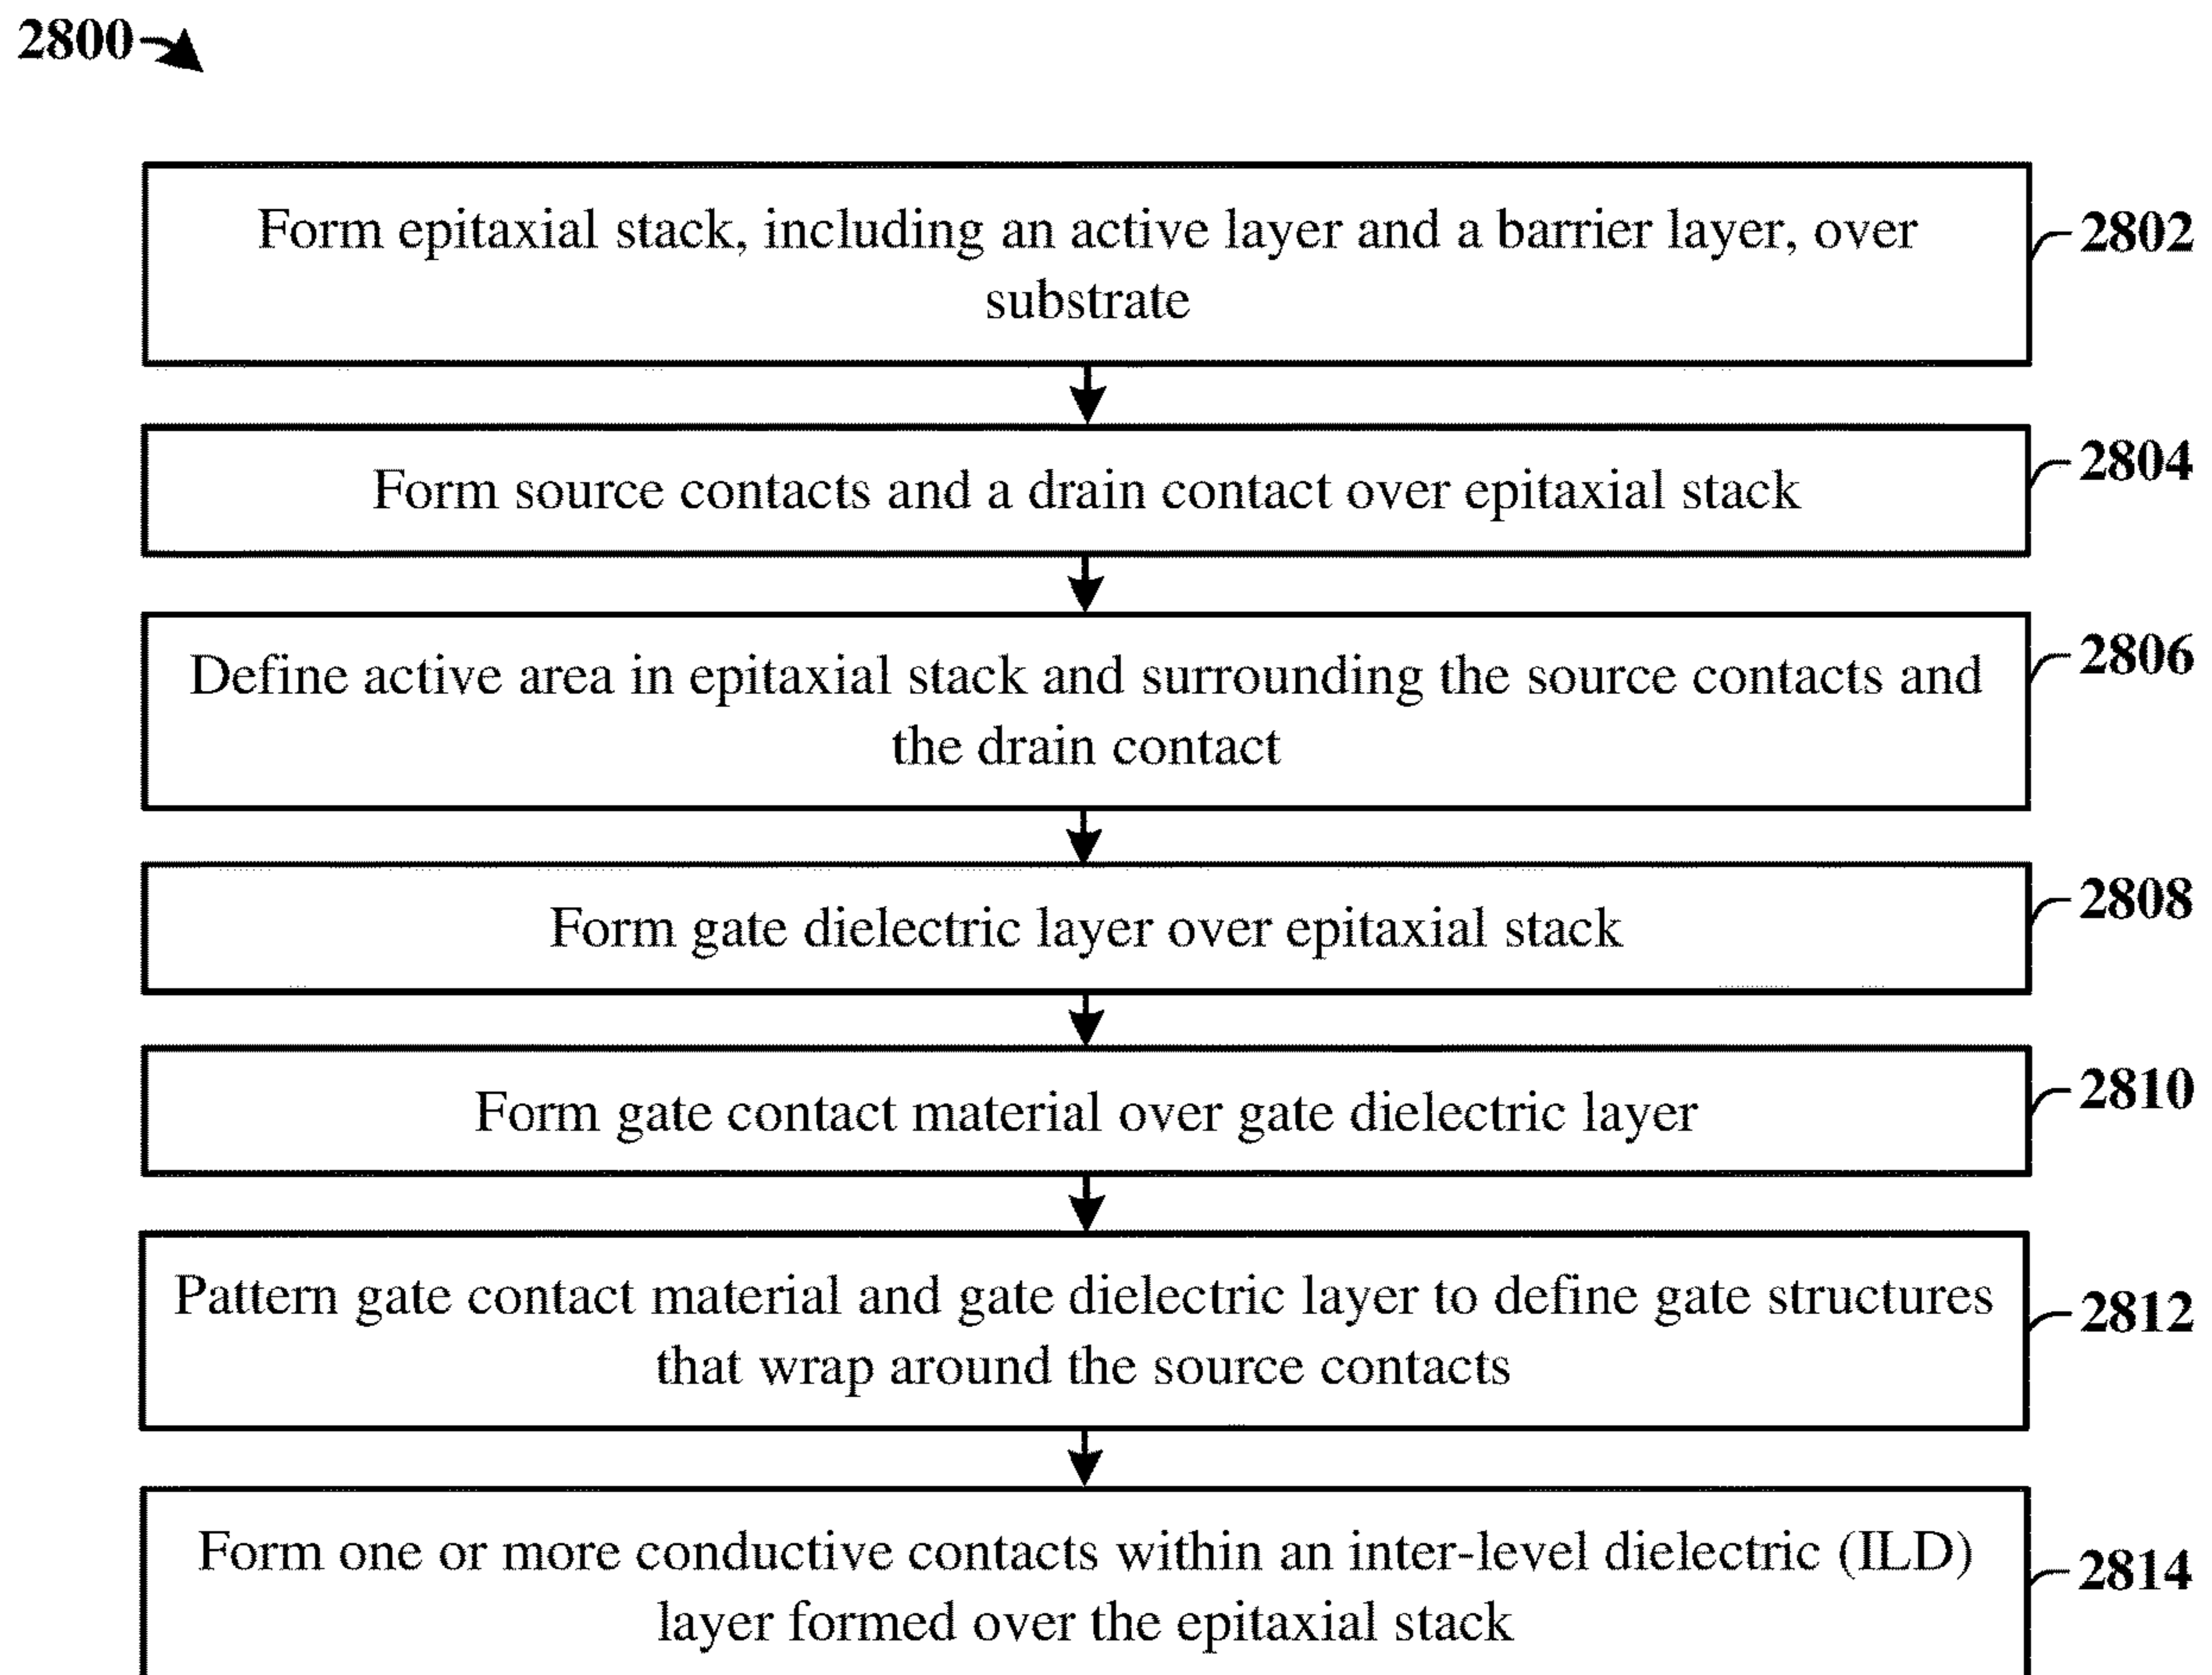 2800
Form epitaxial stack, including an active layer and a barrier layer, over
substrate
2802
Form source contacts and a drain contact over epitaxial stack
2804
Define active area in epitaxial stack and surrounding the source contacts and
the drain contact
2806
Form gate dielectric layer over epitaxial stack
2808
Form gate contact material over gate dielectric layer
2810
Pattern gate contact material and gate dielectric layer to define gate structures
that wrap around the source contacts
2812
Form one or more conductive contacts within an inter-level dielectric (ILD)
layer formed over the epitaxial stack
2814